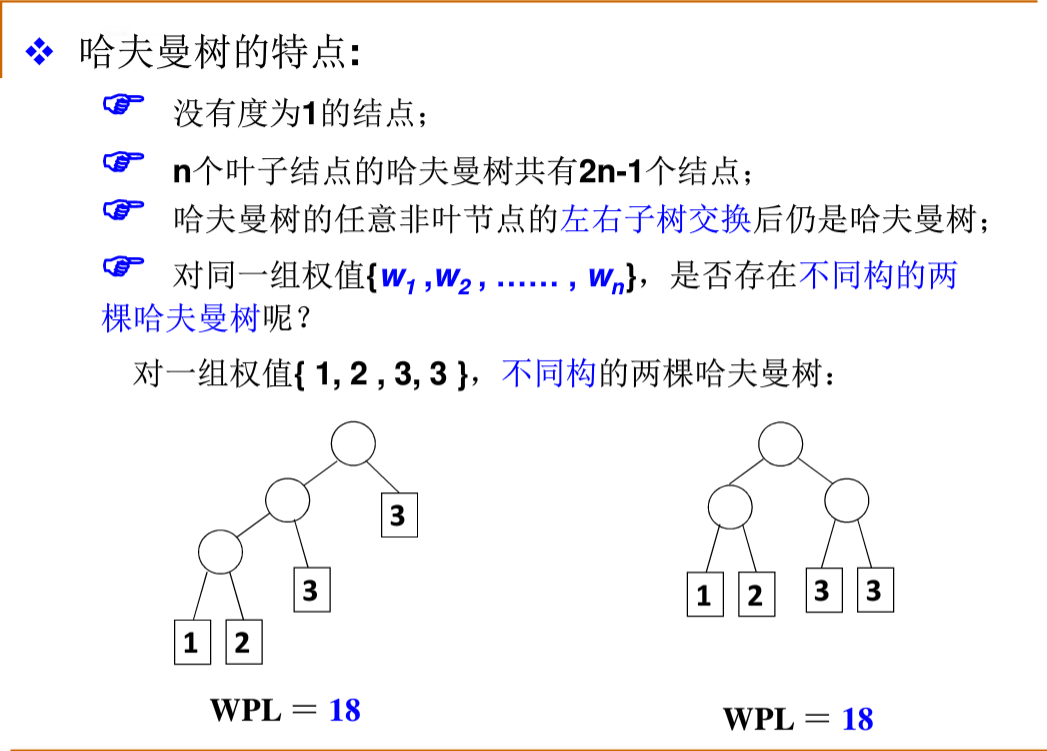 ❖ 哈夫曼树的特点:
☞ 没有度为1的结点；
☞ n个叶子结点的哈夫曼树共有2n-1个结点；
☞ 哈夫曼树的任意非叶节点的左右子树交换后仍是哈夫曼树；
☞ 对同一组权值{w1 ,w2 , …… , wn}，是否存在不同构的两
棵哈夫曼树呢？
对一组权值{ 1, 2 , 3, 3 }，不同构的两棵哈夫曼树：
3
3
1 2
WPL ＝ 18
1 2 3 3
WPL ＝ 18